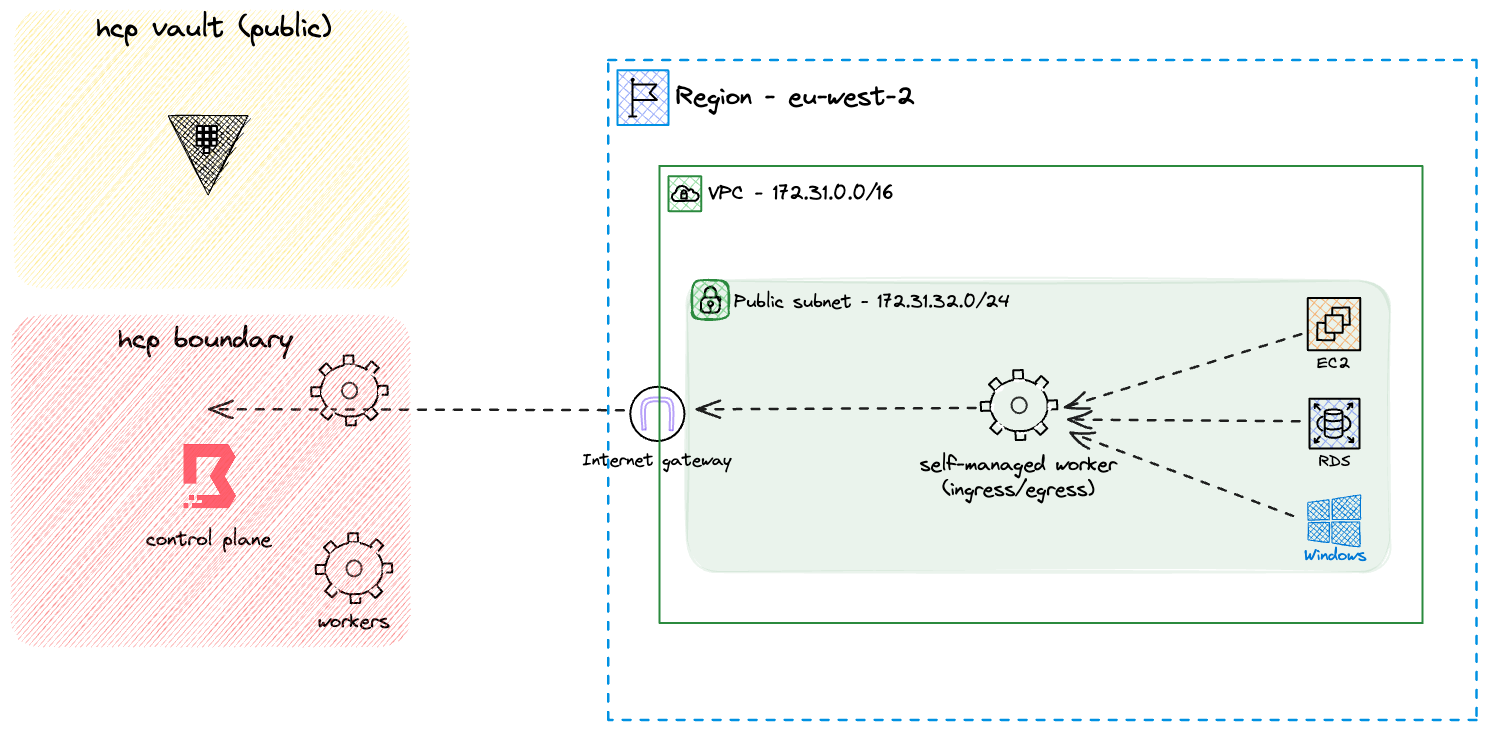 hcp vault (public)
Region - eu-west-2
VPC - 172.31.0.0/16
Public subnet - 172.31.32.0/24
hcp boundary
EC2
Internet gateway
self-managed worker
(ingress/egress)
RDS
control plane
Windows
workers